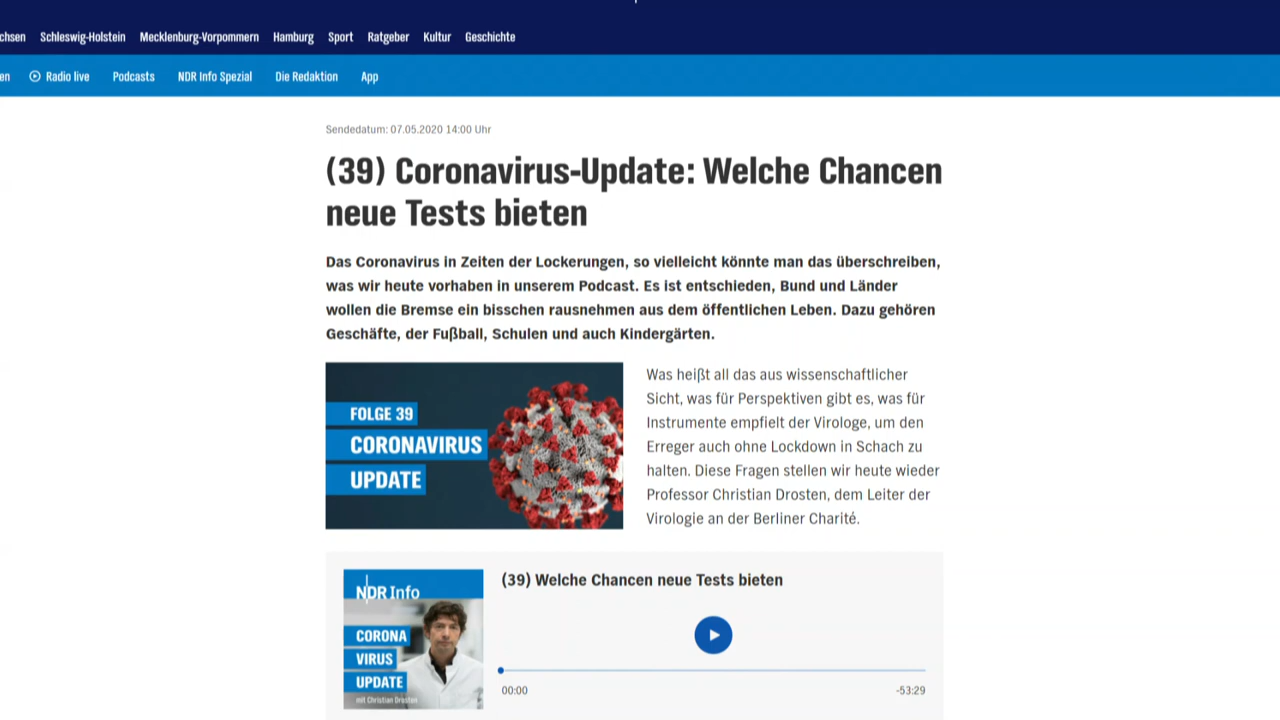 chsen Schleswig-Holstein Mecklenburg-Vorpommern Hamburg Sport Ratgeber Kultur Geschichte
en Radio live Podcasts NDR Info Spezial Die Redaktion App
Sendedatum: 07.05.2020 14:00 Uhr
(39) Coronavirus-Update: Welche Chancen
neue Tests bieten
Das Coronavirus in Zeiten der Lockerungen, so vielleicht könnte man das überschreiben,
was wir heute vorhaben in unserem Podcast. Es ist entschieden, Bund und Länder
wollen die Bremse ein bisschen rausnehmen aus dem öffentlichen Leben. Dazu gehören
Geschäfte, der Fußball, Schulen und auch Kindergärten.
FOLGE 39
CORONAVIRUS
UPDATE
Was heißt all das aus wissenschaftlicher
Sicht, was für Perspektiven gibt es, was für
Instrumente empfielt der Virologe, um den
Erreger auch ohne Lockdown in Schach zu
halten. Diese Fragen stellen wir heute wieder
Professor Christian Drosten, dem Leiter der
Virologie an der Berliner Charité.
NDR Info
CORONA
VIRUS
UPDATE
mit Christian Drosten
(39) Welche Chancen neue Tests bieten
00:00 -53:29